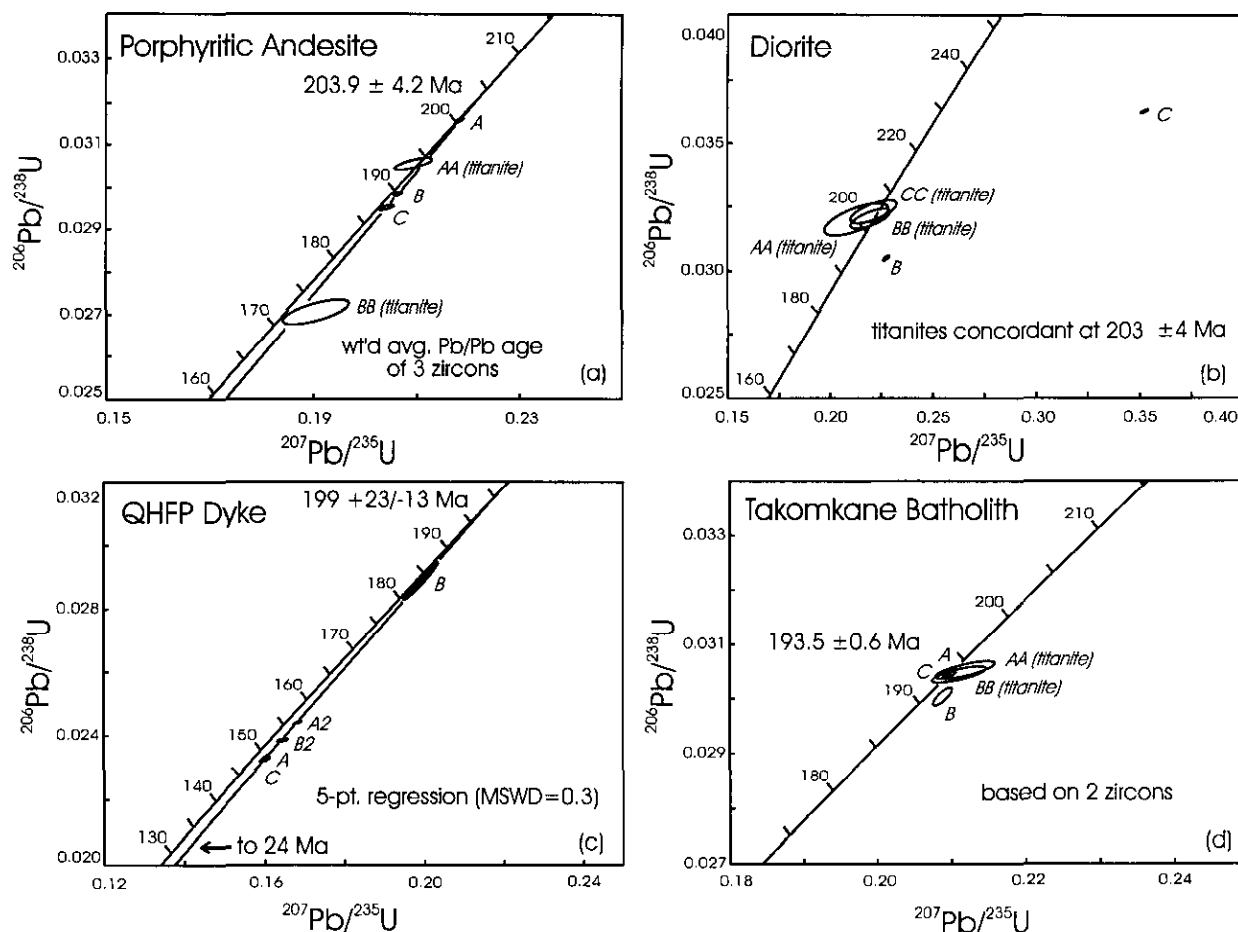 Porphyritic Andesite
203.9 ± 4.2 Ma
0.033
0.031
0.029
0.027
0.025
206Pb/238U
210
200
190
180
170
160
A
AA (titanite)
B
C
BB (titanite)
wt'd avg. Pb/Pb age
of 3 zircons
(a)
0.15
0.19
0.23
207Pb/235U
Diorite
0.040
0.035
0.030
0.025
206Pb/238U
240
220
200
180
160
C
CC (titanite)
BB (titanite)
AA (titanite)
B
titanites concordant at 203 ±4 Ma
(b)
0.15
0.20
0.25
0.30
0.35
0.40
207Pb/235U
QHFP Dyke
199 +23/-13 Ma
0.032
0.028
0.024
0.020
206Pb/238U
190
180
170
160
150
140
130
B
A2
B2
A
C
5-pt. regression (MSWD=0.3)
to 24 Ma
(c)
0.12
0.16
0.20
0.24
207Pb/235U
Takomkane Batholith
193.5 ±0.6 Ma
0.033
0.031
0.029
0.027
206Pb/238U
210
200
190
180
A
C
AA (titanite)
BB (titanite)
B
based on 2 zircons
(d)
0.18
0.20
0.22
0.24
207Pb/235U